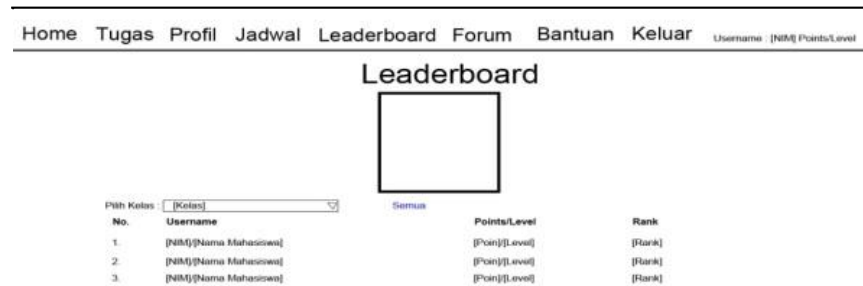 Home Tugas Profil Jadwal Leaderboard Forum Bantuan Keluar Username : [NIM] Points/Level
Leaderboard
Pilih Kelas : [Kelas] Semua
No. Username Points/Level Rank
1. [NIM]/[Nama Mahasiswa] [Poin]/[Level] [Rank]
2. [NIM]/[Nama Mahasiswa] [Poin]/[Level] [Rank]
3. [NIM]/[Nama Mahasiswa] [Poin]/[Level] [Rank]